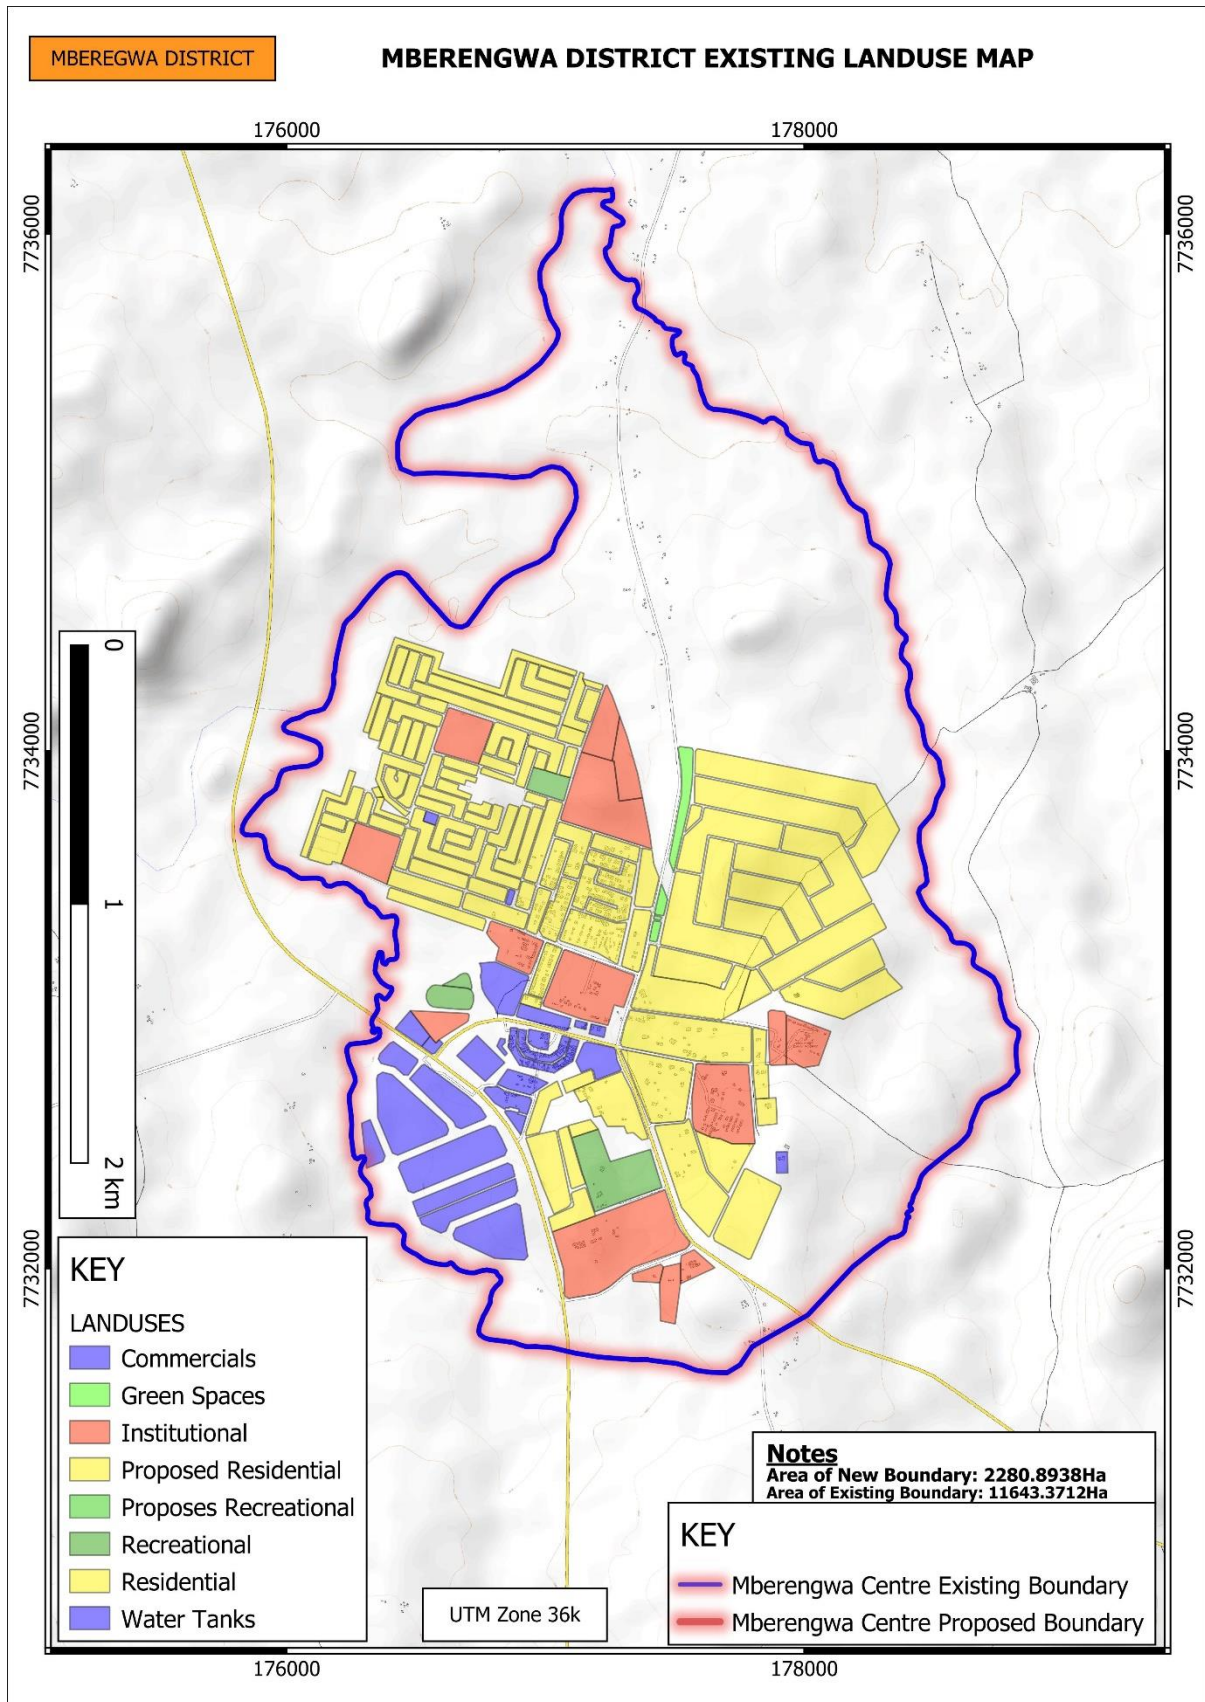 MBEREGWA DISTRICT
MBERENGWA DISTRICT EXISTING LANDUSE MAP
176000
178000
7736000
7736000
7734000
7734000
0
1
2 km
7732000
7732000
KEY
LANDUSES
Commercials
Green Spaces
Institutional
Proposed Residential
Proposes Recreational
Recreational
Residential
Water Tanks
UTM Zone 36k
Notes
Area of New Boundary: 2280.8938Ha
Area of Existing Boundary: 11643.3712Ha
KEY
Mberengwa Centre Existing Boundary
Mberengwa Centre Proposed Boundary
176000
178000